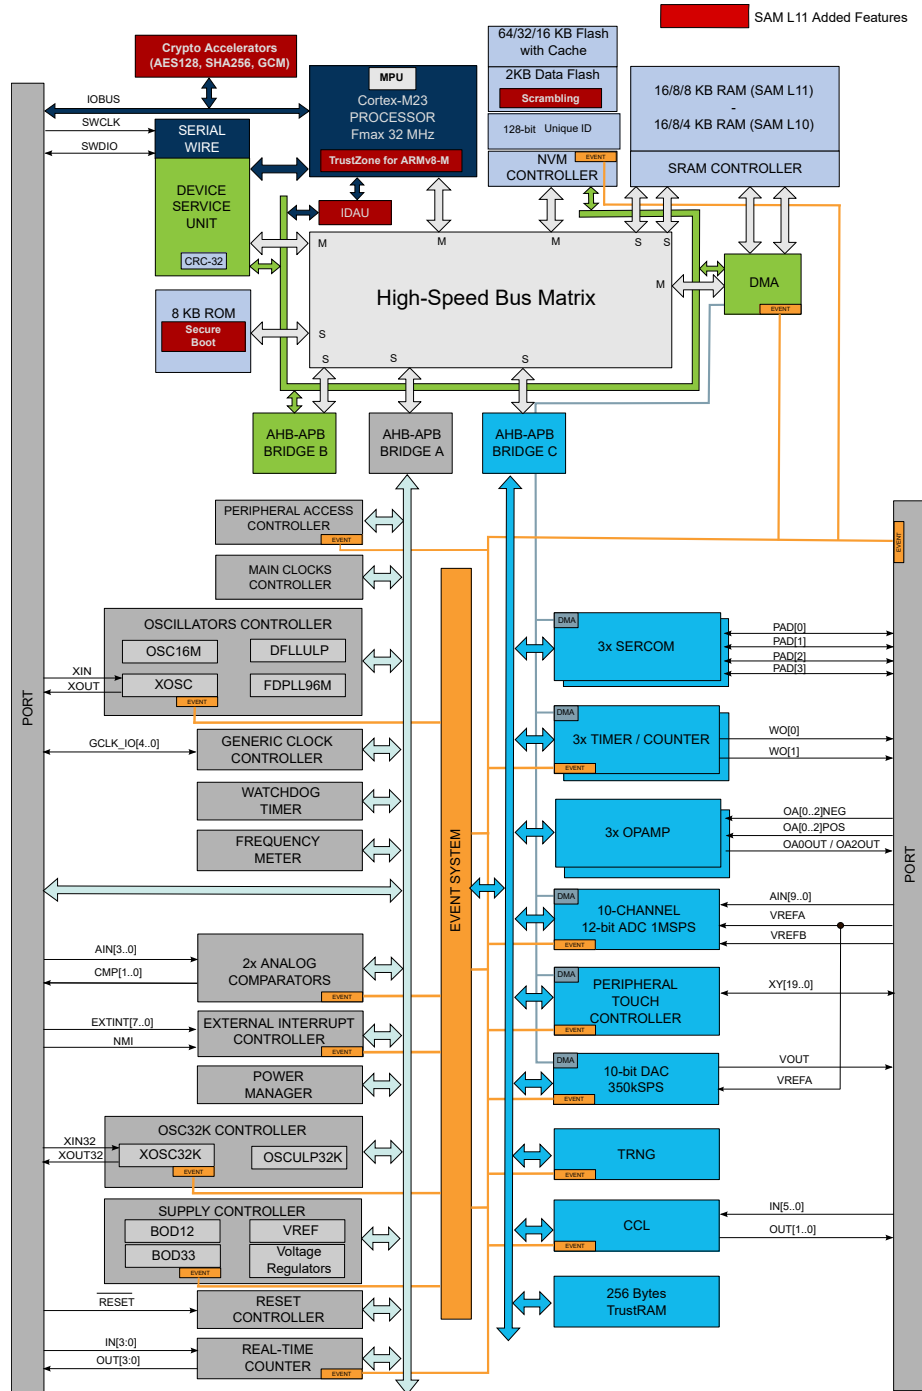 SAM L11 Added Features
Crypto Accelerators
(AES128, SHA256, GCM)
MPU
Cortex-M23
PROCESSOR
Fmax 32 MHz
TrustZone for ARMv8-M
64/32/16 KB Flash
with Cache
2KB Data Flash
Scrambling
128-bit Unique ID
NVM
CONTROLLER
EVENT
16/8/8 KB RAM (SAM L11)
-
16/8/4 KB RAM (SAM L10)
SRAM CONTROLLER
IOBUS
SWCLK
SWDIO
SERIAL
WIRE
DEVICE
SERVICE
UNIT
CRC-32
IDAU
M
M
M
S
S
High-Speed Bus Matrix
M
DMA
EVENT
8 KB ROM
Secure
Boot
S
S
S
S
AHB-APB
BRIDGE B
AHB-APB
BRIDGE A
AHB-APB
BRIDGE C
PORT
PERIPHERAL ACCESS
CONTROLLER
EVENT
MAIN CLOCKS
CONTROLLER
OSCILLATORS CONTROLLER
OSC16M
DFLLULP
XOSC
FDPLL96M
EVENT
XIN
XOUT
GCLK_IO[4..0]
GENERIC CLOCK
CONTROLLER
WATCHDOG
TIMER
FREQUENCY
METER
AIN[3..0]
CMP[1..0]
2x ANALOG
COMPARATORS
EVENT
EXTINT[7..0]
NMI
EXTERNAL INTERRUPT
CONTROLLER
EVENT
POWER
MANAGER
XIN32
XOUT32
OSC32K CONTROLLER
XOSC32K
OSCULP32K
EVENT
SUPPLY CONTROLLER
BOD12
VREF
BOD33
Voltage
Regulators
EVENT
RESET
RESET
CONTROLLER
IN[3:0]
OUT[3:0]
REAL-TIME
COUNTER
EVENT
EVENT SYSTEM
EVENT
PORT
DMA
3x SERCOM
PAD[0]
PAD[1]
PAD[2]
PAD[3]
DMA
3x TIMER / COUNTER
EVENT
WO[0]
WO[1]
3x OPAMP
OA[0..2]NEG
OA[0..2]POS
OA0OUT / OA2OUT
DMA
10-CHANNEL
12-bit ADC 1MSPS
EVENT
AIN[9..0]
VREFA
VREFB
DMA
PERIPHERAL
TOUCH
CONTROLLER
EVENT
XY[19..0]
DMA
10-bit DAC
350kSPS
EVENT
VOUT
VREFA
TRNG
EVENT
CCL
EVENT
IN[5..0]
OUT[1..0]
256 Bytes
TrustRAM